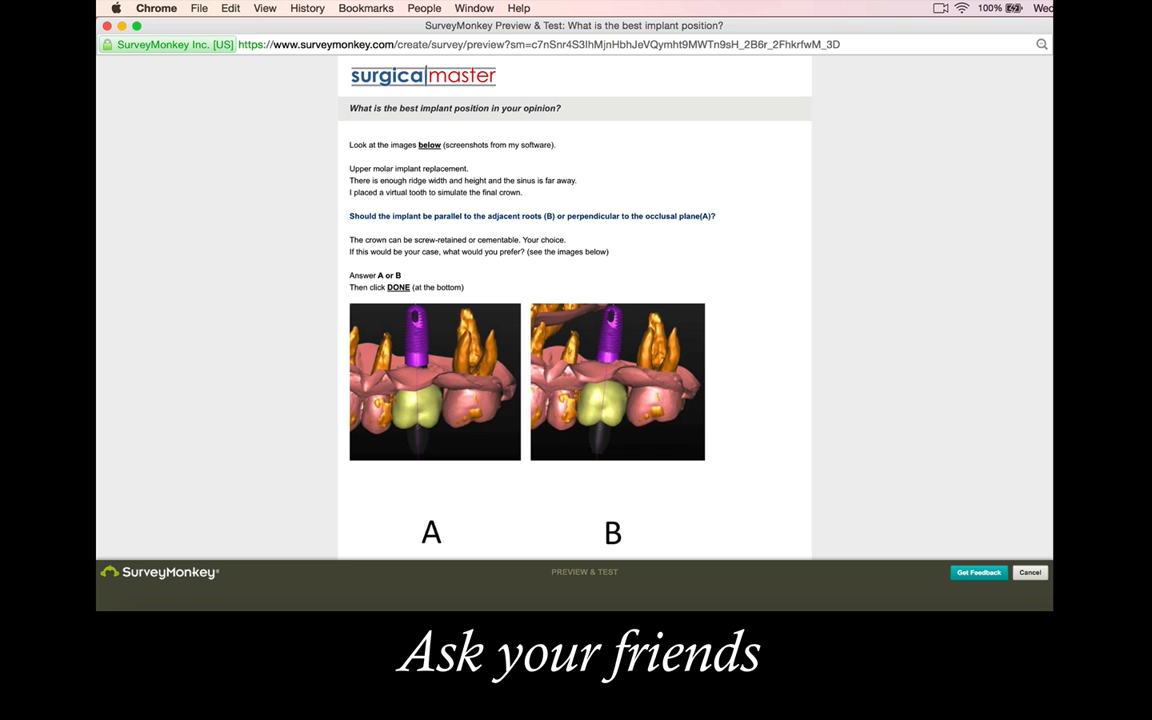 Chrome File Edit View History Bookmarks People Window Help 100% Wed
SurveyMonkey Preview & Test: What is the best implant position?
SurveyMonkey Inc. [US] https://www.surveymonkey.com/create/survey/preview?sm=c7nSnr4S3IhMjnHbhJeVQymht9MWTn9sH_2B6r_2FhkrfwM_3D
surgical master
What is the best implant position in your opinion?
Look at the images below (screenshots from my software).
Upper molar implant replacement.
There is enough ridge width and height and the sinus is far away.
I placed a virtual tooth to simulate the final crown.
Should the implant be parallel to the adjacent roots (B) or perpendicular to the occlusal plane(A)?
The crown can be screw-retained or cementable. Your choice.
If this would be your case, what would you prefer? (see the images below)
Answer A or B
Then click DONE (at the bottom)
A B
SurveyMonkey® PREVIEW & TEST Get Feedback Cancel
Ask your friends